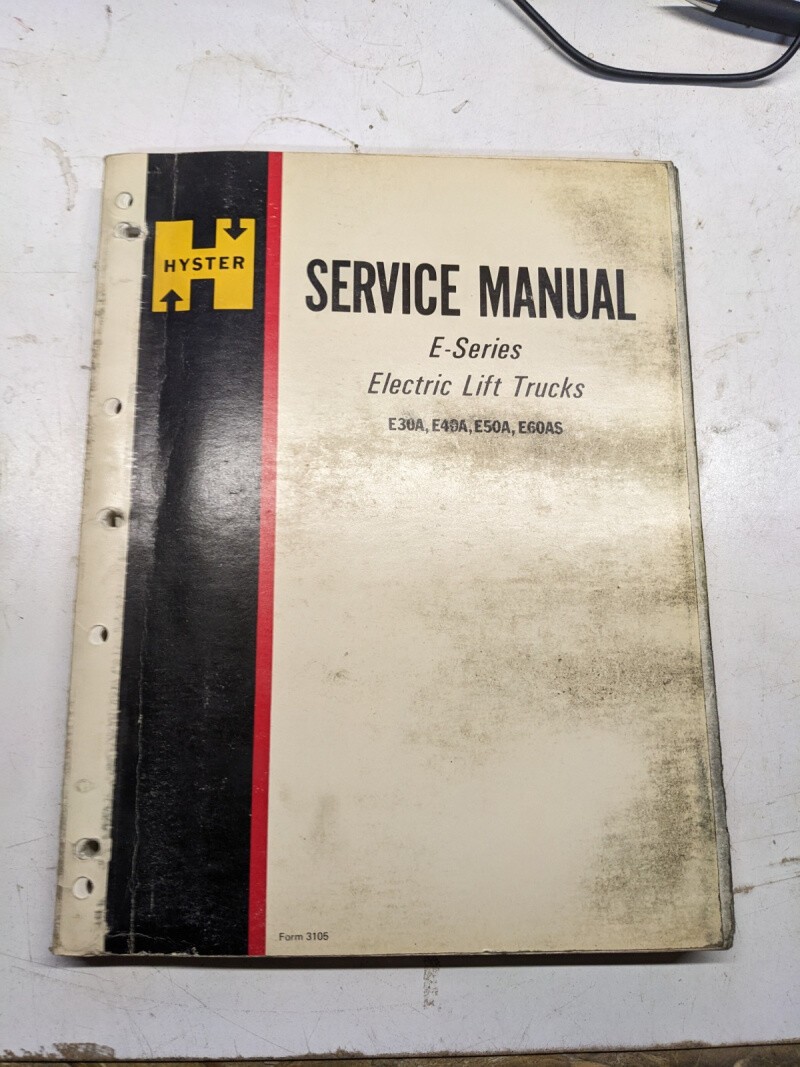 HYSTER
SERVICE MANUAL
E-Series
Electric Lift Trucks
E30A, E40A, E50A, E60AS
Form 3105